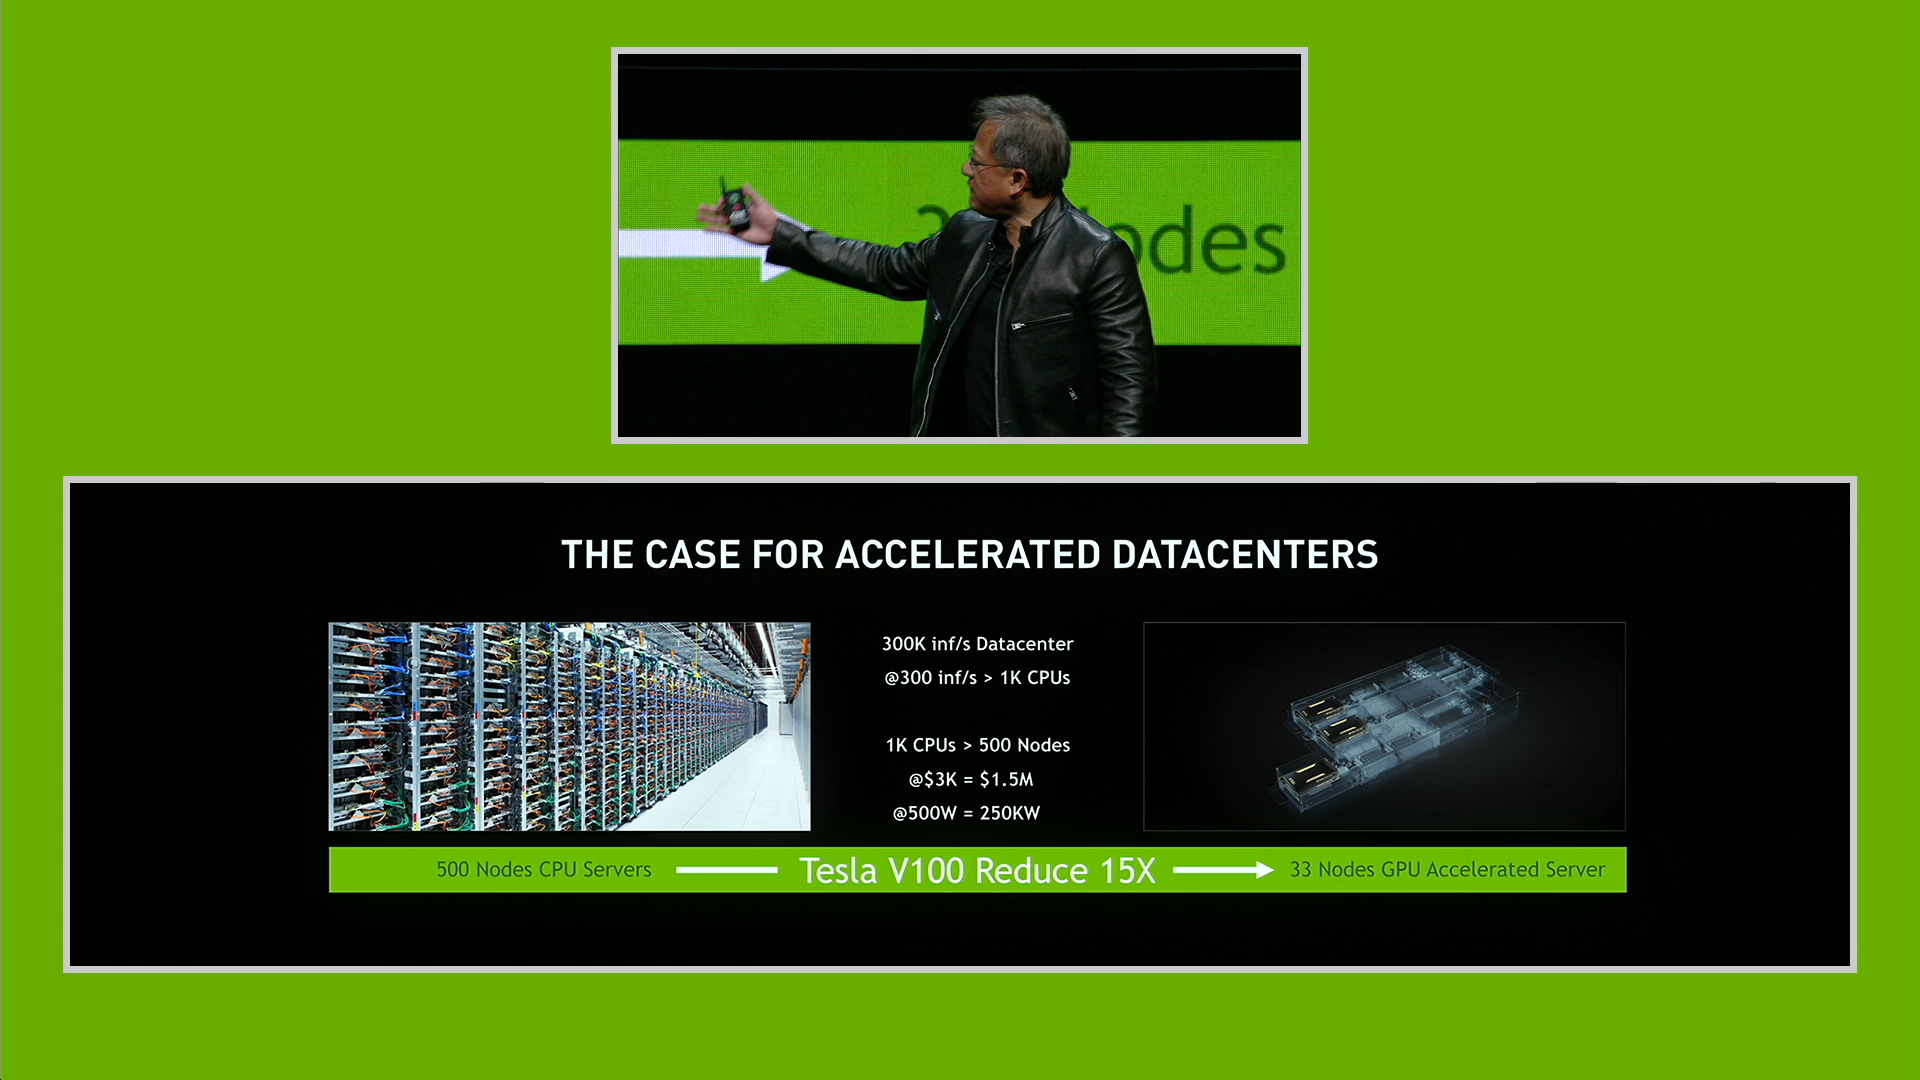 odes
THE CASE FOR ACCELERATED DATACENTERS
300K inf/s Datacenter
@300 inf/s > 1K CPUs
1K CPUs > 500 Nodes
@$3K = $1.5M
@500W = 250KW
500 Nodes CPU Servers
Tesla V100 Reduce 15X
33 Nodes GPU Accelerated Server